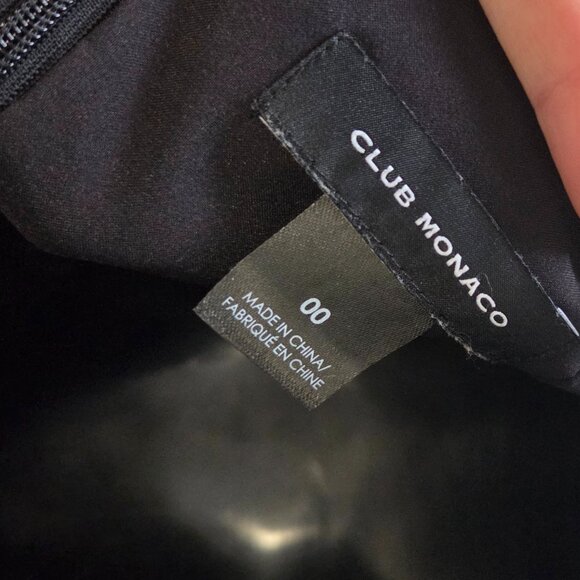 CLUB MONACO
00
MADE IN CHINA/
FABRIQUÉ EN CHINE